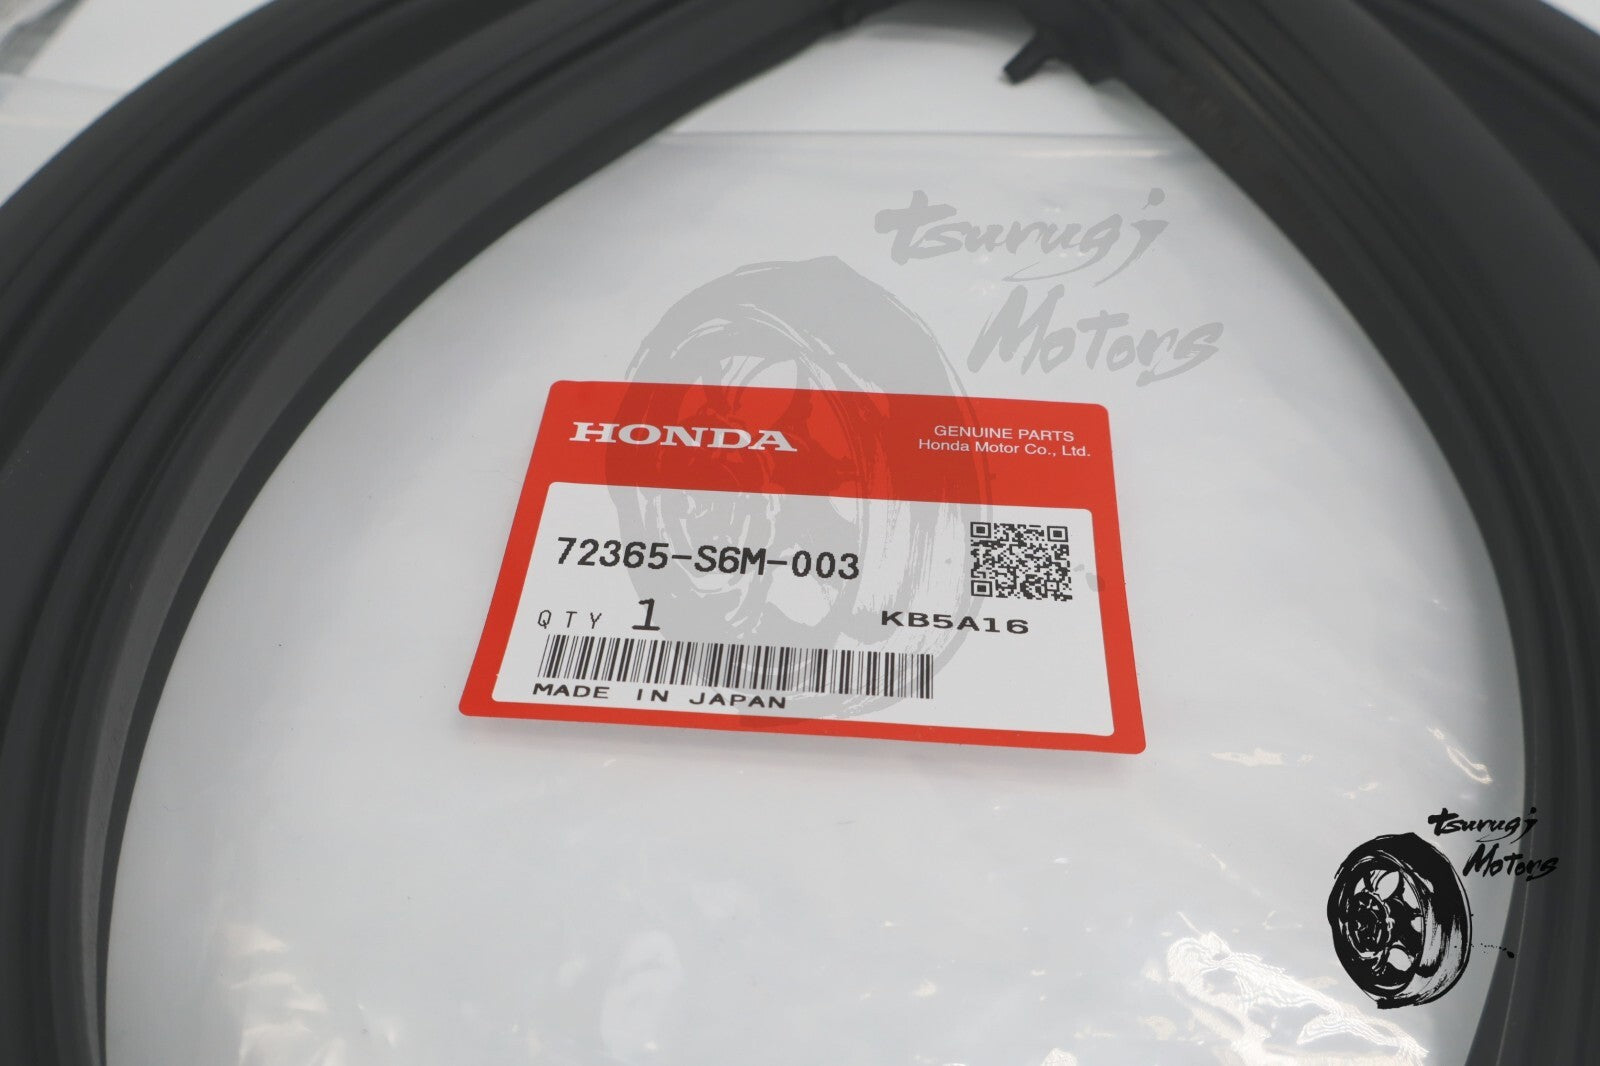 tsurugi
Motors
HONDA
GENUINE PARTS
Honda Motor Co., Ltd.
72365-S6M-003
QTY 1
KB5A16
MADE IN JAPAN
tsurugi
Motors